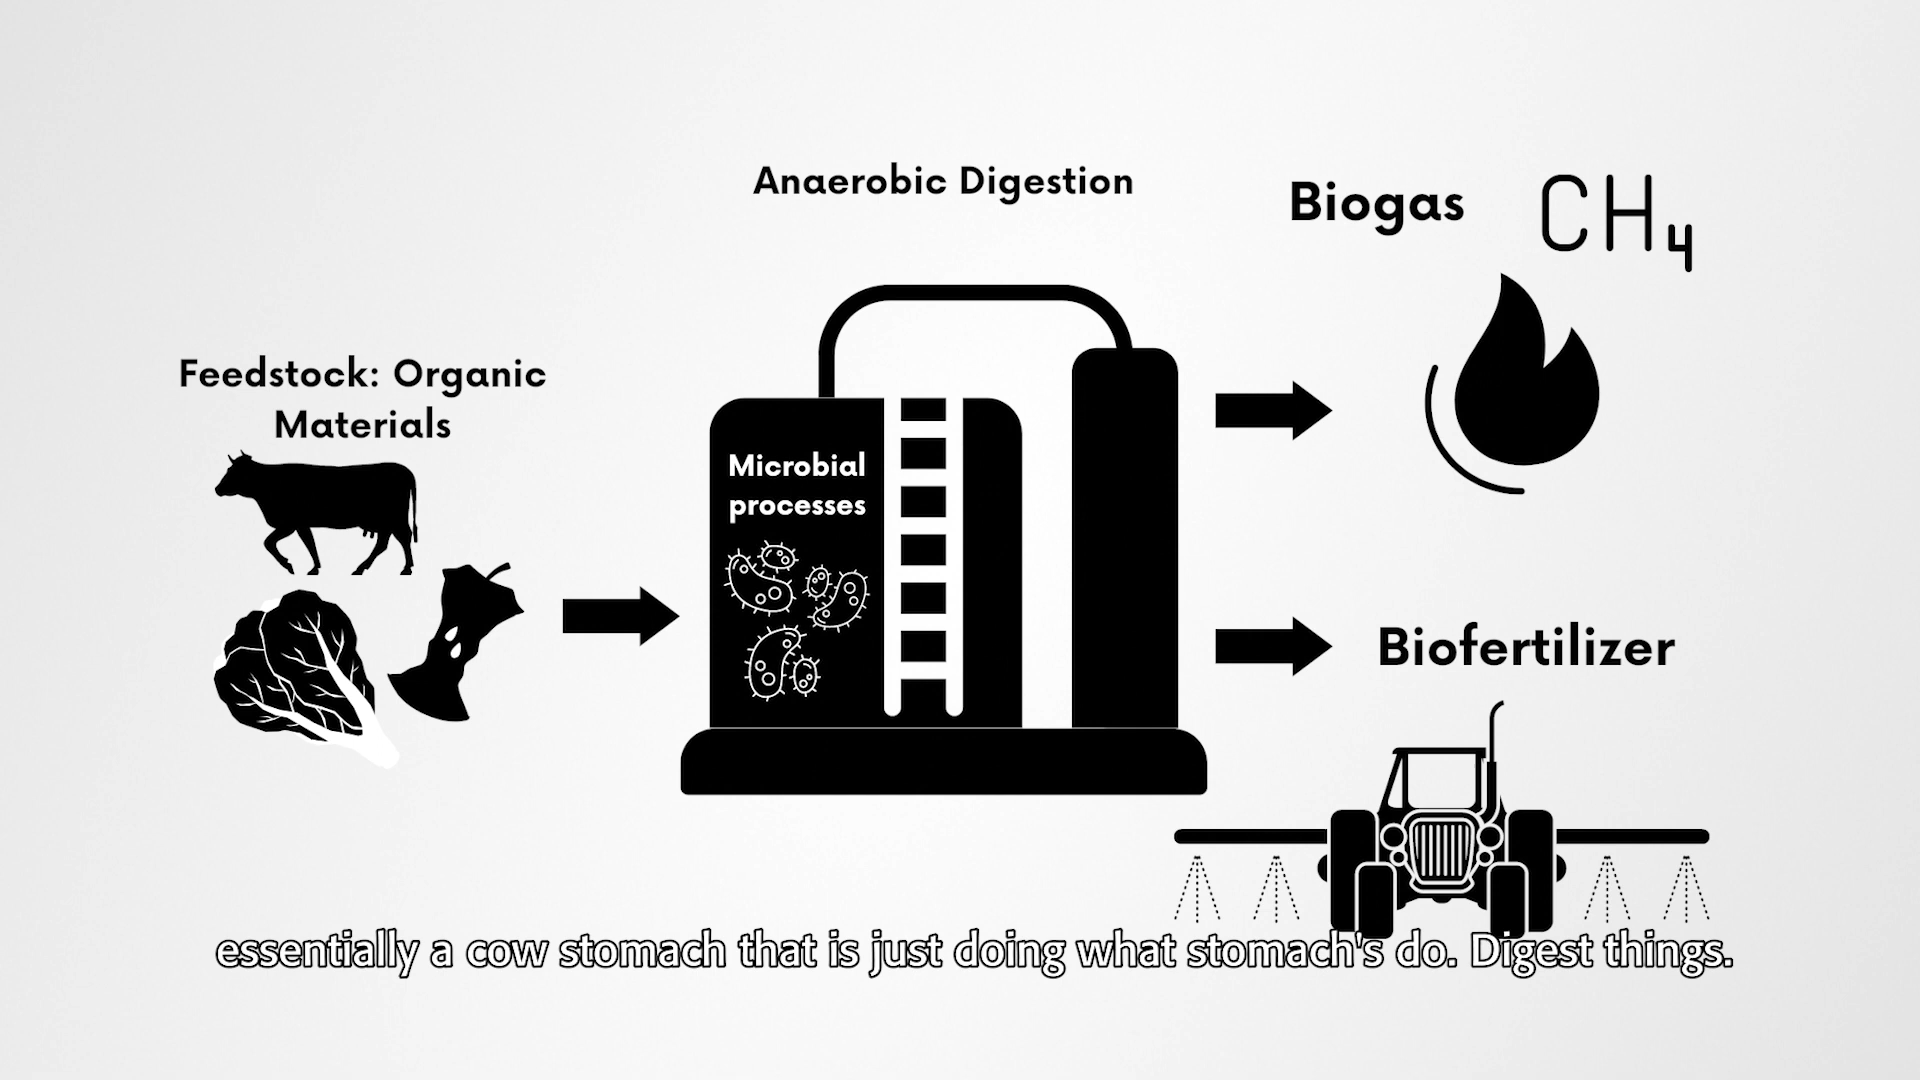 Anaerobic Digestion
Biogas
CH4
Feedstock: Organic
Materials
Microbial
processes
Biofertilizer
essentially a cow stomach that is just doing what stomach's do. Digest things.